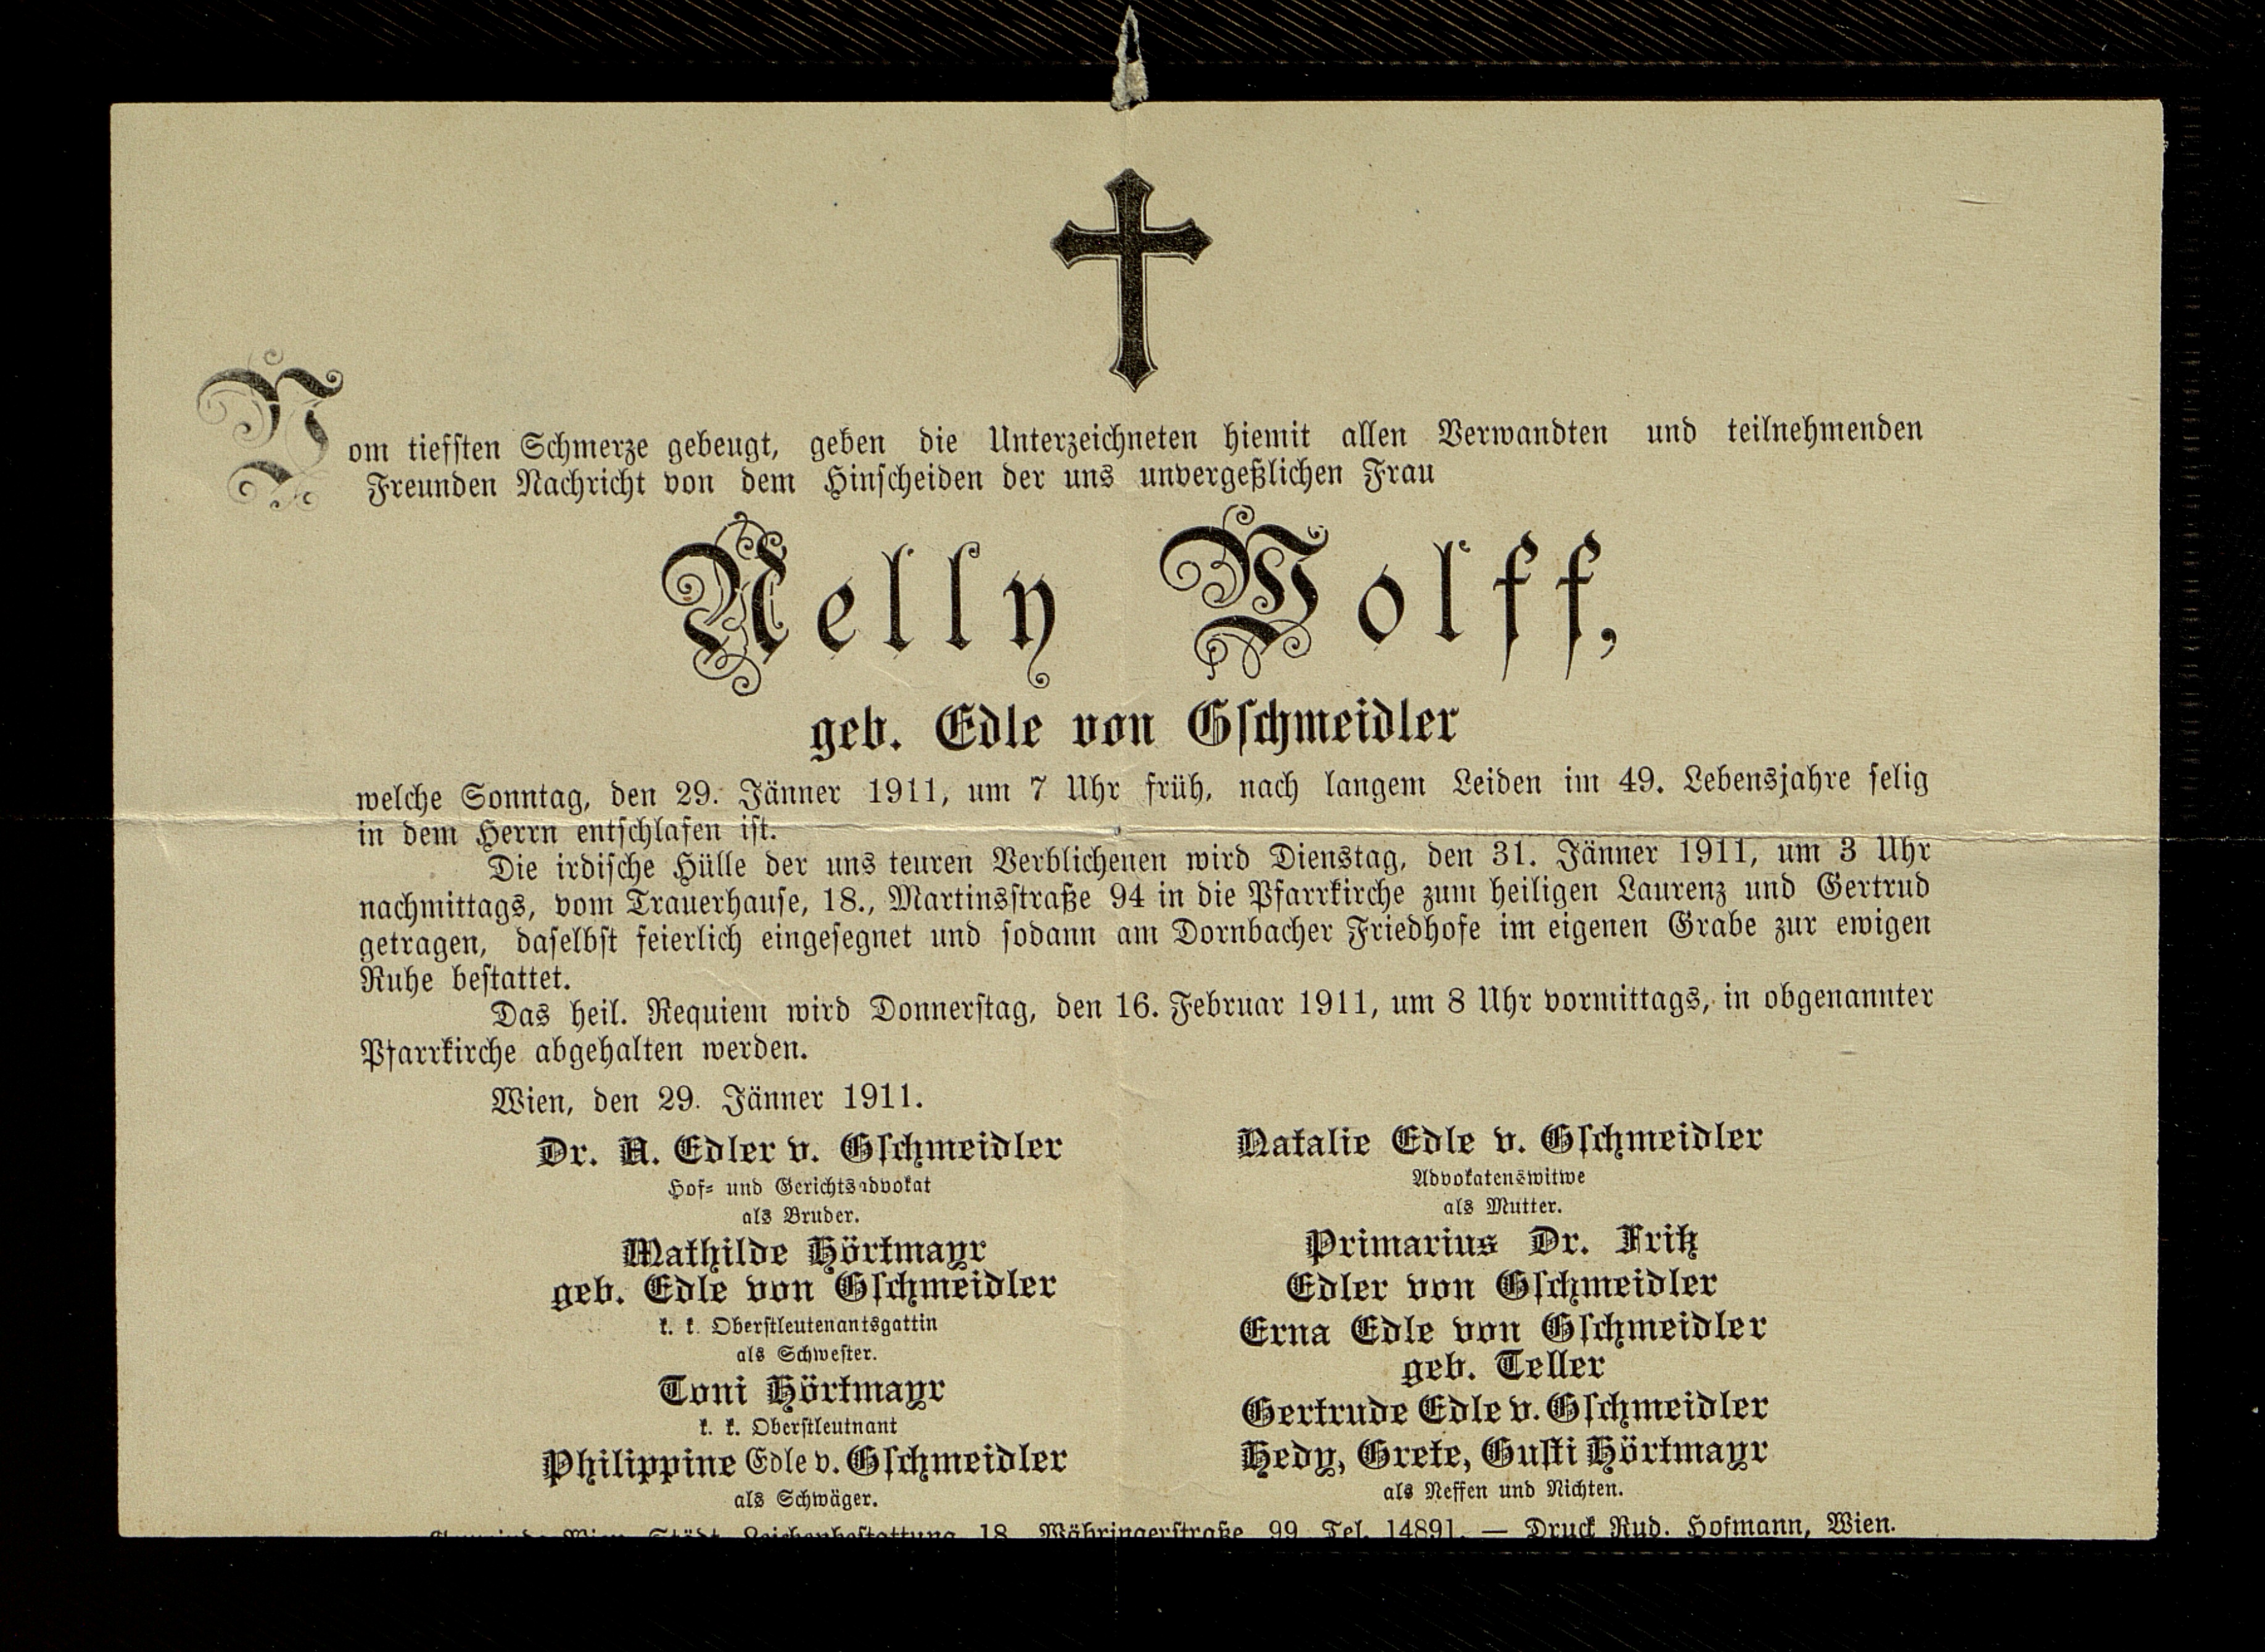 Vom tiefsten Schmerze gebeugt, geben die Unterzeichneten hiemit allen Verwandten und teilnehmenden
Freunden Nachricht von dem Hinscheiden der uns unvergeßlichen Frau
Nelly Wolff,
geb. Edle von Gschmeidler
welche Sonntag, den 29. Jänner 1911, um 7 Uhr früh, nach langem Leiden im 49. Lebensjahre selig
in dem Herrn entschlafen ist.
Die irdische Hülle der uns teuren Verblichenen wird Dienstag, den 31. Jänner 1911, um 3 Uhr
nachmittags, vom Trauerhause, 18., Martinsstraße 94 in die Pfarrkirche zum heiligen Laurenz und Gertrud
getragen, daselbst feierlich eingesegnet und sodann am Dornbacher Friedhofe im eigenen Grabe zur ewigen
Ruhe bestattet.
Das heil. Requiem wird Donnerstag, den 16. Februar 1911, um 8 Uhr vormittags, in obgenannter
Pfarrkirche abgehalten werden.
Wien, den 29. Jänner 1911.
Dr. A. Edler v. Gschmeidler
Hof- und Gerichtsadvokat
als Bruder.
Mathilde Hörtmayr
geb. Edle von Gschmeidler
k. k. Oberstleutenantsgattin
als Schwester.
Toni Hörtmayr
k. k. Oberstleutnant
Philippine Edle v. Gschmeidler
als Schwäger.
Natalie Edle v. Gschmeidler
Advokatenswitwe
als Mutter.
Primarius Dr. Fritz
Edler von Gschmeidler
Erna Edle von Gschmeidler
geb. Teller
Gertrude Edle v. Gschmeidler
Hedy, Grete, Gusti Hörtmayr
als Neffen und Nichten.
Gemeinde Wien Städt. Leichenbestattung 18. Währingerstraße 99 Tel. 14891. — Druck Rud. Hofmann, Wien.